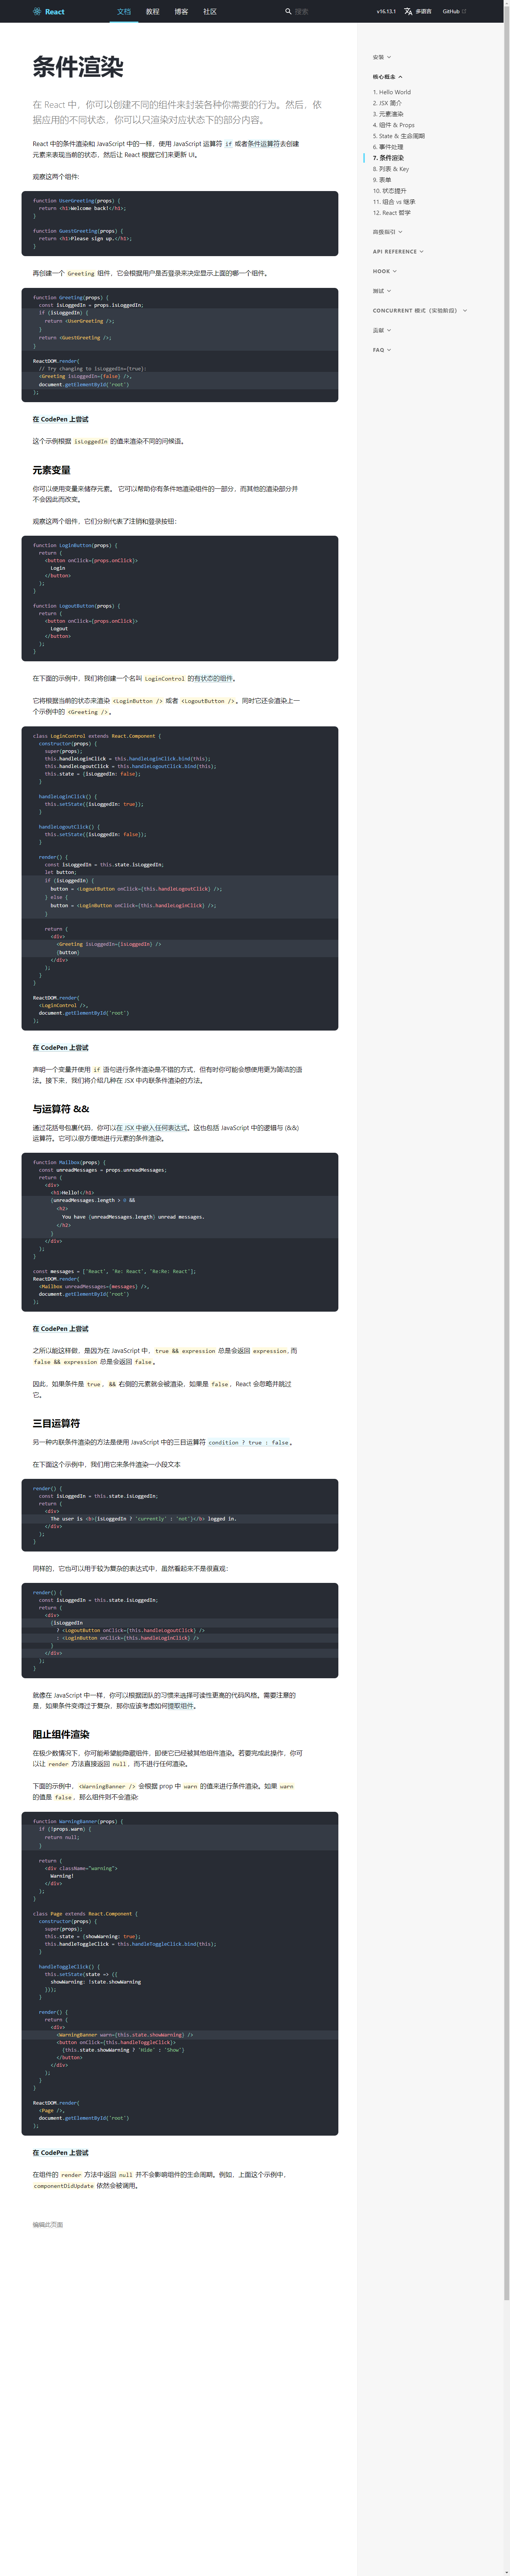 React
文档
教程
博客
社区
搜索
v16.13.1
多语言
GitHub
条件渲染
在 React 中，你可以创建不同的组件来封装各种你需要的行为。然后，依
据应用的不同状态，你可以只渲染对应状态下的部分内容。
React 中的条件渲染和 JavaScript 中的一样，使用 JavaScript 运算符 if 或者条件运算符去创建
元素来表现当前的状态，然后让 React 根据它们来更新 UI。
观察这两个组件:
function UserGreeting(props) {
return <h1>Welcome back!</h1>;
}
function GuestGreeting(props) {
return <h1>Please sign up.</h1>;
}
再创建一个 Greeting 组件，它会根据用户是否登录来决定显示上面的哪一个组件。
function Greeting(props) {
const isLoggedIn = props.isLoggedIn;
if (isLoggedIn) {
return <UserGreeting />;
}
return <GuestGreeting />;
}
ReactDOM.render(
// Try changing to isLoggedIn={true}:
<Greeting isLoggedIn={false} />,
document.getElementById('root')
);
在 CodePen 上尝试
这个示例根据 isLoggedIn 的值来渲染不同的问候语。
元素变量
你可以使用变量来储存元素。 它可以帮助你有条件地渲染组件的一部分，而其他的渲染部分并
不会因此而改变。
观察这两个组件，它们分别代表了注销和登录按钮：
function LoginButton(props) {
return (
<button onClick={props.onClick}>
Login
</button>
);
}
function LogoutButton(props) {
return (
<button onClick={props.onClick}>
Logout
</button>
);
}
在下面的示例中，我们将创建一个名叫 LoginControl 的有状态的组件。
它将根据当前的状态来渲染 <LoginButton /> 或者 <LogoutButton />。同时它还会渲染上一
个示例中的 <Greeting />。
class LoginControl extends React.Component {
constructor(props) {
super(props);
this.handleLoginClick = this.handleLoginClick.bind(this);
this.handleLogoutClick = this.handleLogoutClick.bind(this);
this.state = {isLoggedIn: false};
}
handleLoginClick() {
this.setState({isLoggedIn: true});
}
handleLogoutClick() {
this.setState({isLoggedIn: false});
}
render() {
const isLoggedIn = this.state.isLoggedIn;
let button;
if (isLoggedIn) {
button = <LogoutButton onClick={this.handleLogoutClick} />;
} else {
button = <LoginButton onClick={this.handleLoginClick} />;
}
return (
<div>
<Greeting isLoggedIn={isLoggedIn} />
{button}
</div>
);
}
}
ReactDOM.render(
<LoginControl />,
document.getElementById('root')
);
在 CodePen 上尝试
声明一个变量并使用 if 语句进行条件渲染是不错的方式，但有时你可能会想使用更为简洁的语
法。接下来，我们将介绍几种在 JSX 中内联条件渲染的方法。
与运算符 &&
通过花括号包裹代码，你可以在 JSX 中嵌入任何表达式。这也包括 JavaScript 中的逻辑与 (&&)
运算符。它可以很方便地进行元素的条件渲染。
function Mailbox(props) {
const unreadMessages = props.unreadMessages;
return (
<div>
<h1>Hello!</h1>
{unreadMessages.length > 0 &&
<h2>
You have {unreadMessages.length} unread messages.
</h2>
}
</div>
);
}
const messages = ['React', 'Re: React', 'Re:Re: React'];
ReactDOM.render(
<Mailbox unreadMessages={messages} />,
document.getElementById('root')
);
在 CodePen 上尝试
之所以能这样做，是因为在 JavaScript 中，true && expression 总是会返回 expression, 而
false && expression 总是会返回 false。
因此，如果条件是 true，&& 右侧的元素就会被渲染，如果是 false，React 会忽略并跳过
它。
三目运算符
另一种内联条件渲染的方法是使用 JavaScript 中的三目运算符 condition ? true : false。
在下面这个示例中，我们用它来条件渲染一小段文本
render() {
const isLoggedIn = this.state.isLoggedIn;
return (
<div>
The user is <b>{isLoggedIn ? 'currently' : 'not'}</b> logged in.
</div>
);
}
同样的，它也可以用于较为复杂的表达式中，虽然看起来不是很直观：
render() {
const isLoggedIn = this.state.isLoggedIn;
return (
<div>
{isLoggedIn
? <LogoutButton onClick={this.handleLogoutClick} />
: <LoginButton onClick={this.handleLoginClick} />
}
</div>
);
}
就像在 JavaScript 中一样，你可以根据团队的习惯来选择可读性更高的代码风格。需要注意的
是，如果条件变得过于复杂，那你应该考虑如何提取组件。
阻止组件渲染
在极少数情况下，你可能希望能隐藏组件，即使它已经被其他组件渲染。若要完成此操作，你可
以让 render 方法直接返回 null，而不进行任何渲染。
下面的示例中，<WarningBanner /> 会根据 prop 中 warn 的值来进行条件渲染。如果 warn
的值是 false，那么组件则不会渲染:
function WarningBanner(props) {
if (!props.warn) {
return null;
}
return (
<div className="warning">
Warning!
</div>
);
}
class Page extends React.Component {
constructor(props) {
super(props);
this.state = {showWarning: true};
this.handleToggleClick = this.handleToggleClick.bind(this);
}
handleToggleClick() {
this.setState(state => ({
showWarning: !state.showWarning
}));
}
render() {
return (
<div>
<WarningBanner warn={this.state.showWarning} />
<button onClick={this.handleToggleClick}>
{this.state.showWarning ? 'Hide' : 'Show'}
</button>
</div>
);
}
}
ReactDOM.render(
<Page />,
document.getElementById('root')
);
在 CodePen 上尝试
在组件的 render 方法中返回 null 并不会影响组件的生命周期。例如，上面这个示例中，
componentDidUpdate 依然会被调用。
编辑此页面
安装
核心概念
1. Hello World
2. JSX 简介
3. 元素渲染
4. 组件 & Props
5. State & 生命周期
6. 事件处理
7. 条件渲染
8. 列表 & Key
9. 表单
10. 状态提升
11. 组合 vs 继承
12. React 哲学
高级指引
API REFERENCE
HOOK
测试
CONCURRENT 模式（实验阶段）
贡献
FAQ